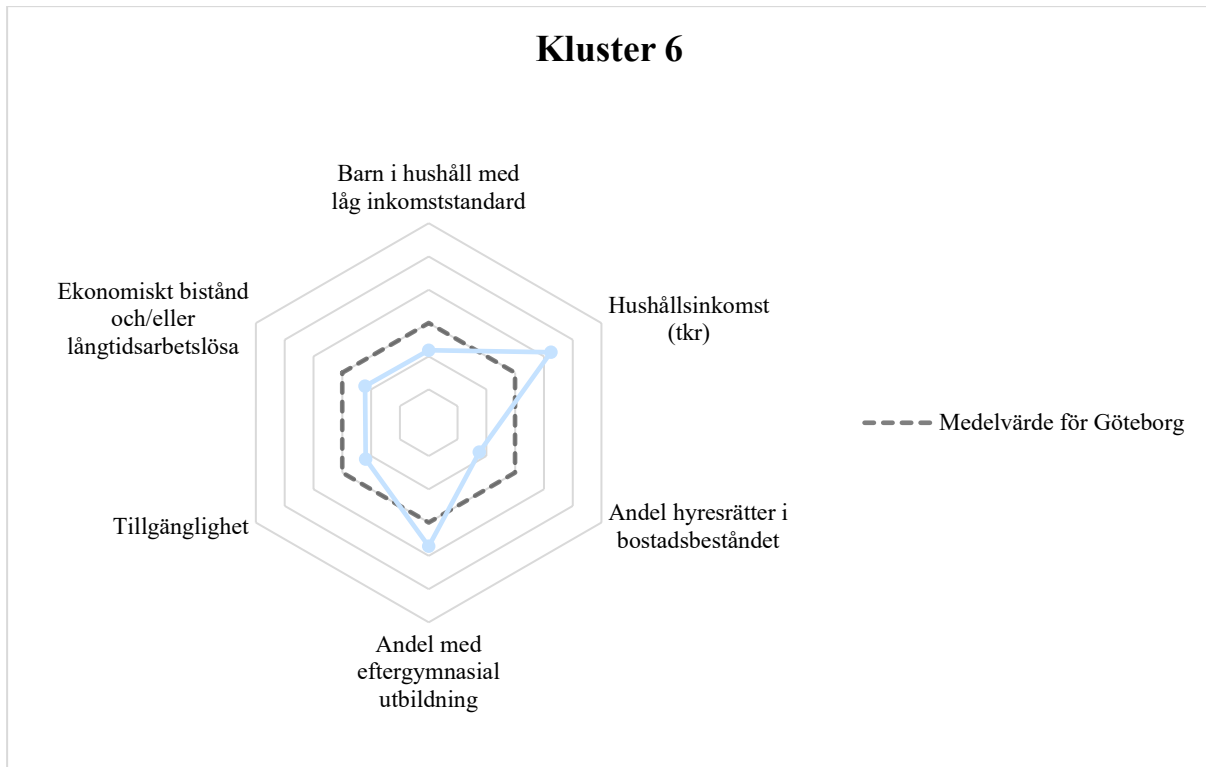 Kluster 6
Barn i hushåll med
låg inkomststandard
Hushållsinkomst
(tkr)
Andel hyresrätter i
bostadsbeståndet
Andel med
eftergymnasial
utbildning
Tillgänglighet
Ekonomiskt bistånd
och/eller
långtidsarbetslösa
Medelvärde för Göteborg